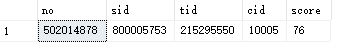 no sid tid cid score
1 502014878 800005753 215295550 10005 76